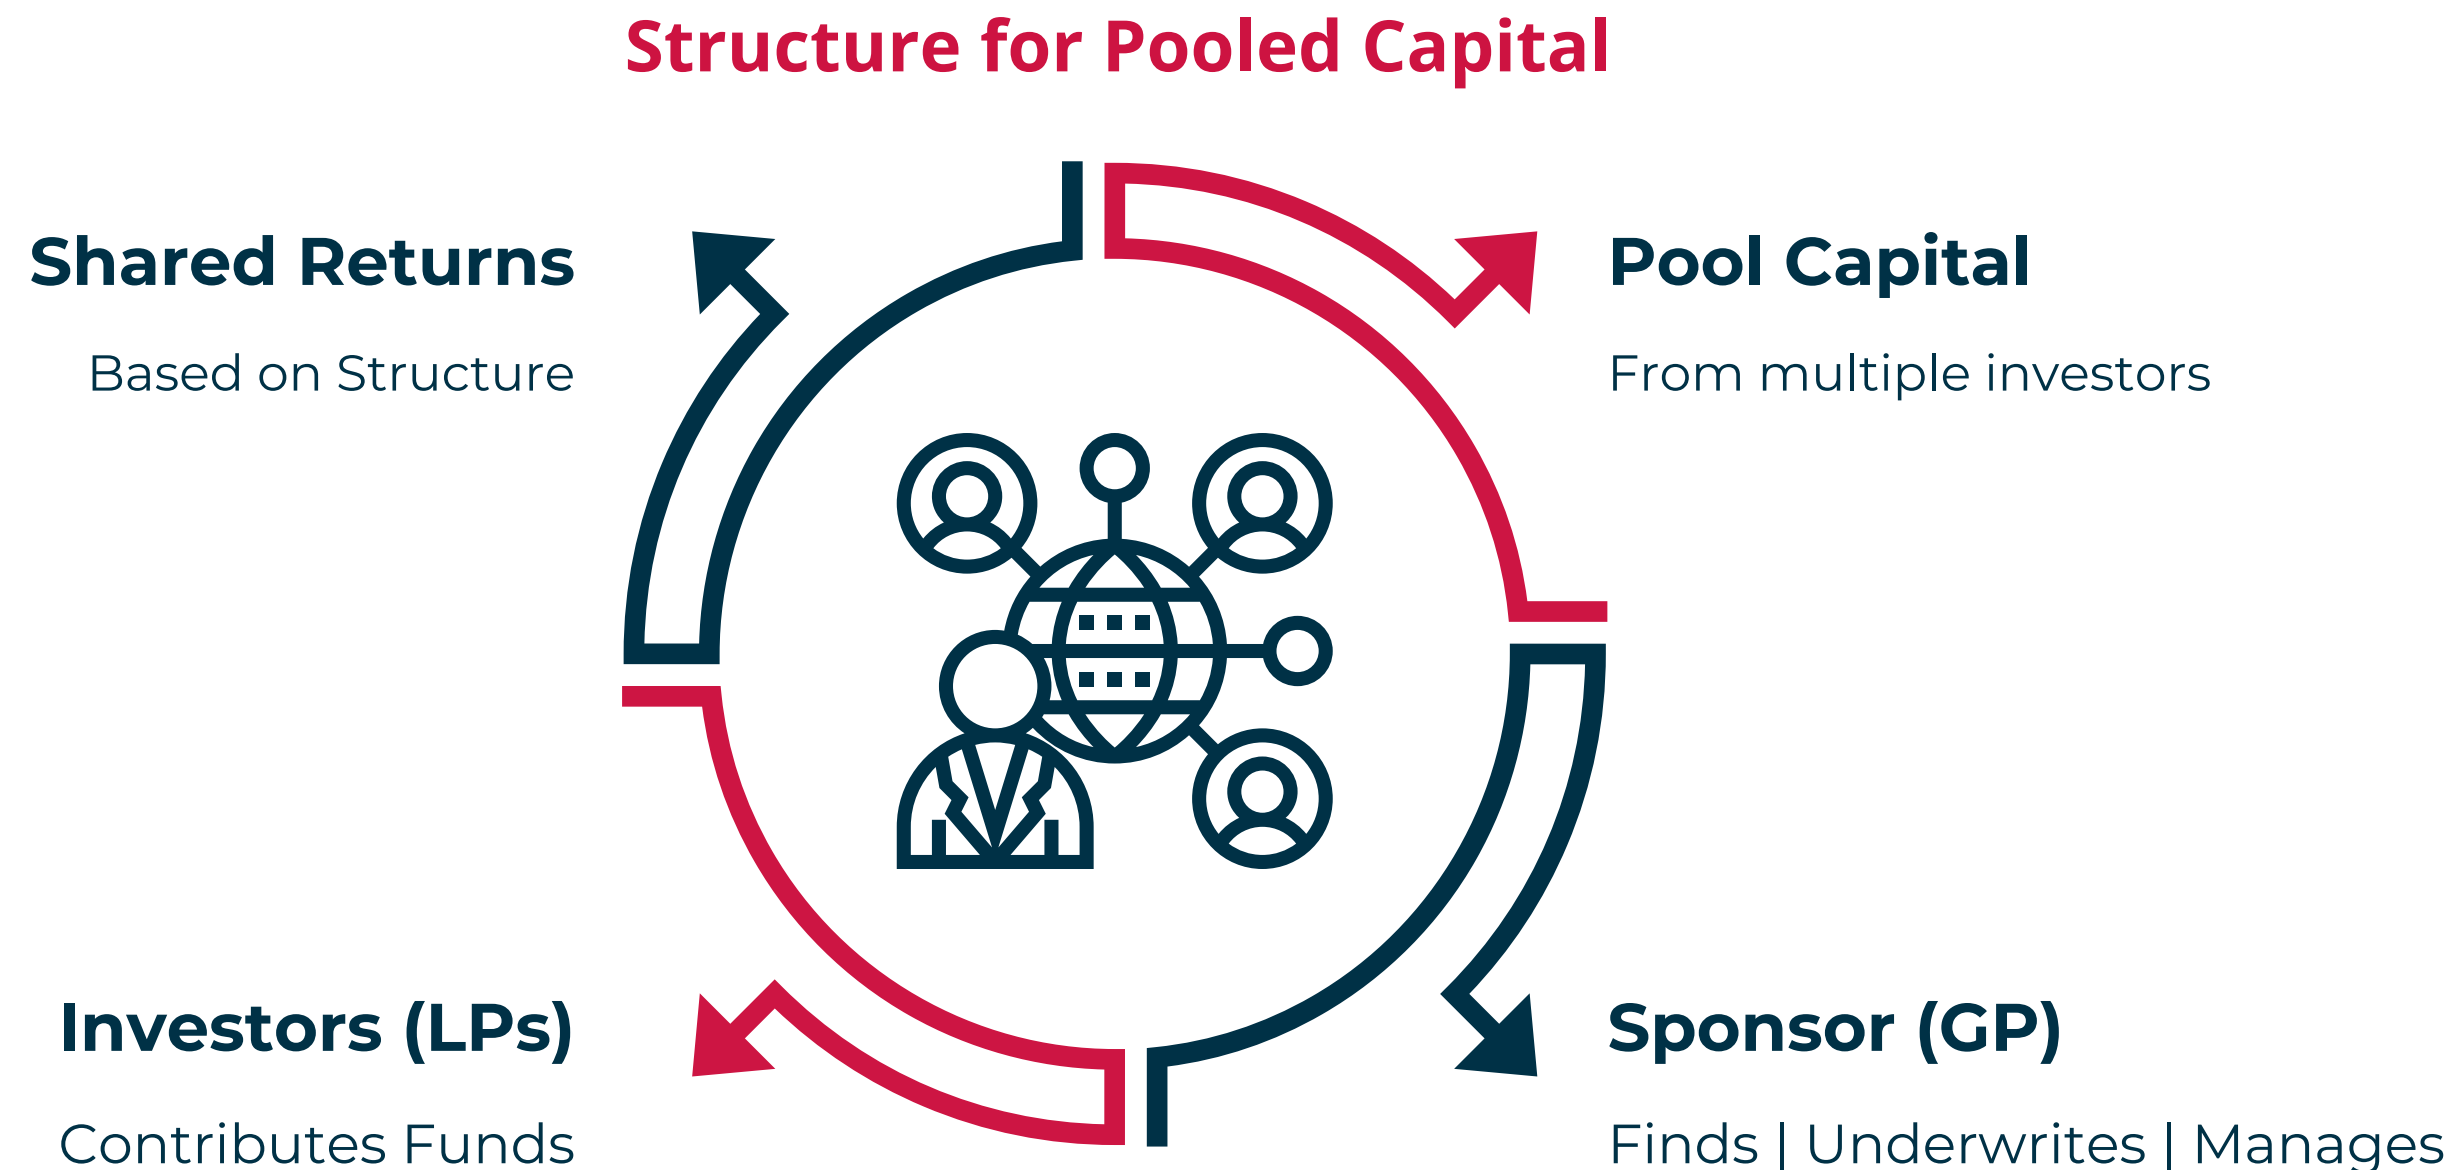 Structure for Pooled Capital
Shared Returns
Based on Structure
Pool Capital
From multiple investors
Investors (LPs)
Contributes Funds
Sponsor (GP)
Finds | Underwrites | Manages